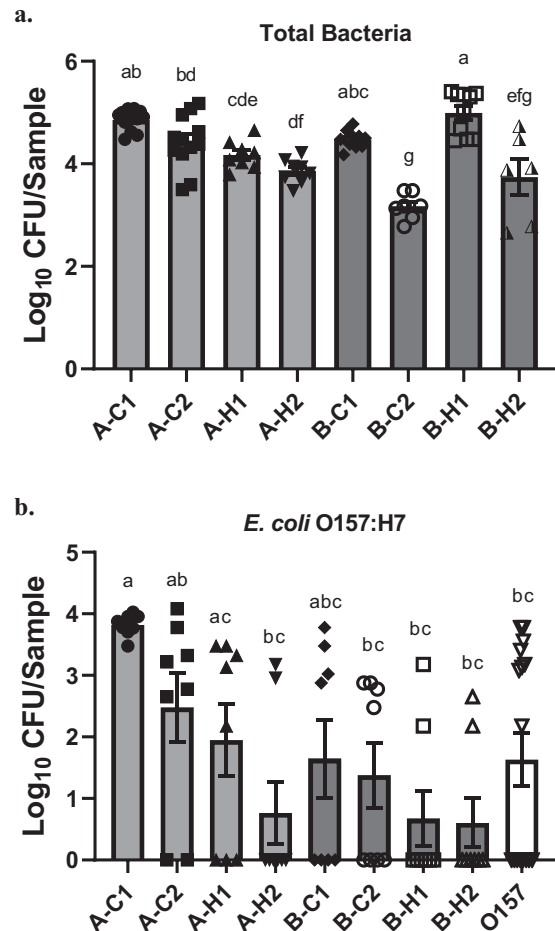 a.
Total Bacteria
Log10 CFU/Sample
6
4
2
0
ab
bd
cde
df
abc
g
a
efg
A-C1
A-C2
A-H1
A-H2
B-C1
B-C2
B-H1
B-H2
b.
E. coli O157:H7
Log10 CFU/Sample
5
4
3
2
1
0
a
ab
ac
bc
abc
bc
bc
bc
bc
A-C1
A-C2
A-H1
A-H2
B-C1
B-C2
B-H1
B-H2
O157